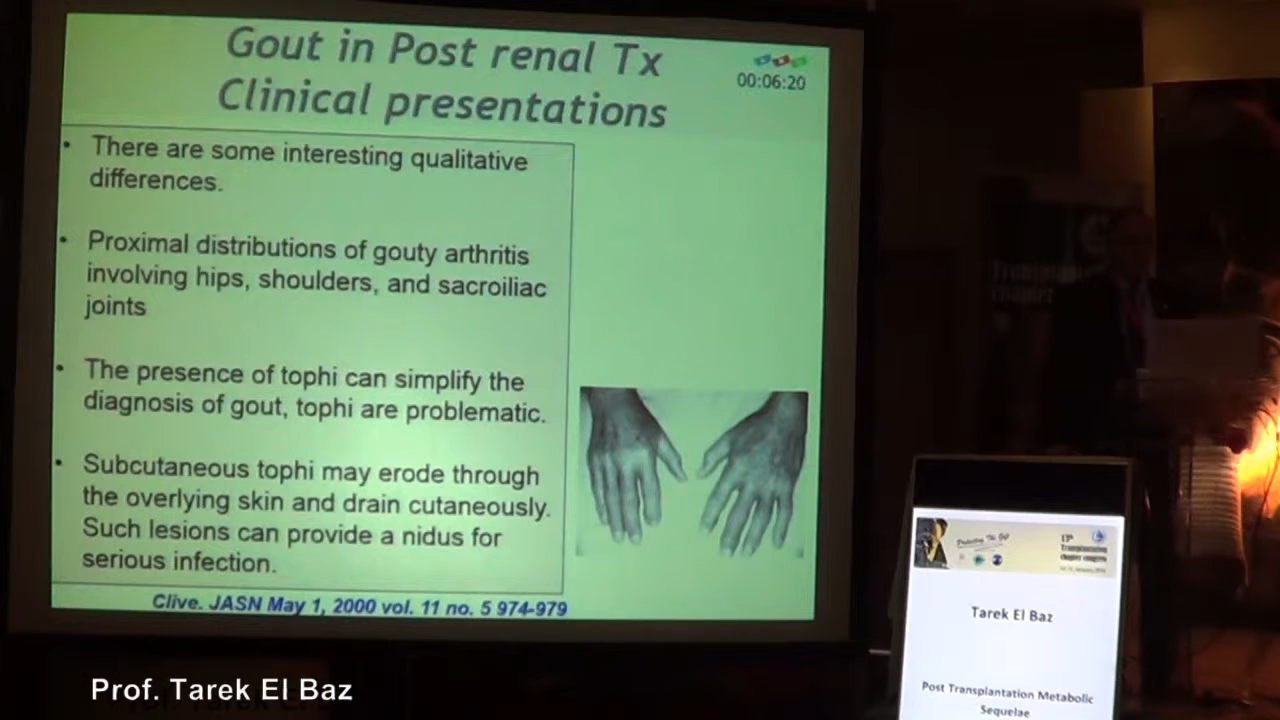 Gout in Post renal Tx
Clinical presentations
00:06:20
• There are some interesting qualitative
differences.
• Proximal distributions of gouty arthritis
involving hips, shoulders, and sacroiliac
joints
• The presence of tophi can simplify the
diagnosis of gout, tophi are problematic.
• Subcutaneous tophi may erode through
the overlying skin and drain cutaneously.
Such lesions can provide a nidus for
serious infection.
Clive. JASN May 1, 2000 vol. 11 no. 5 974-979
Transplantation
chapter congress
Tarek El Baz
Post Transplantation Metabolic
Sequelae
Prof. Tarek El Baz